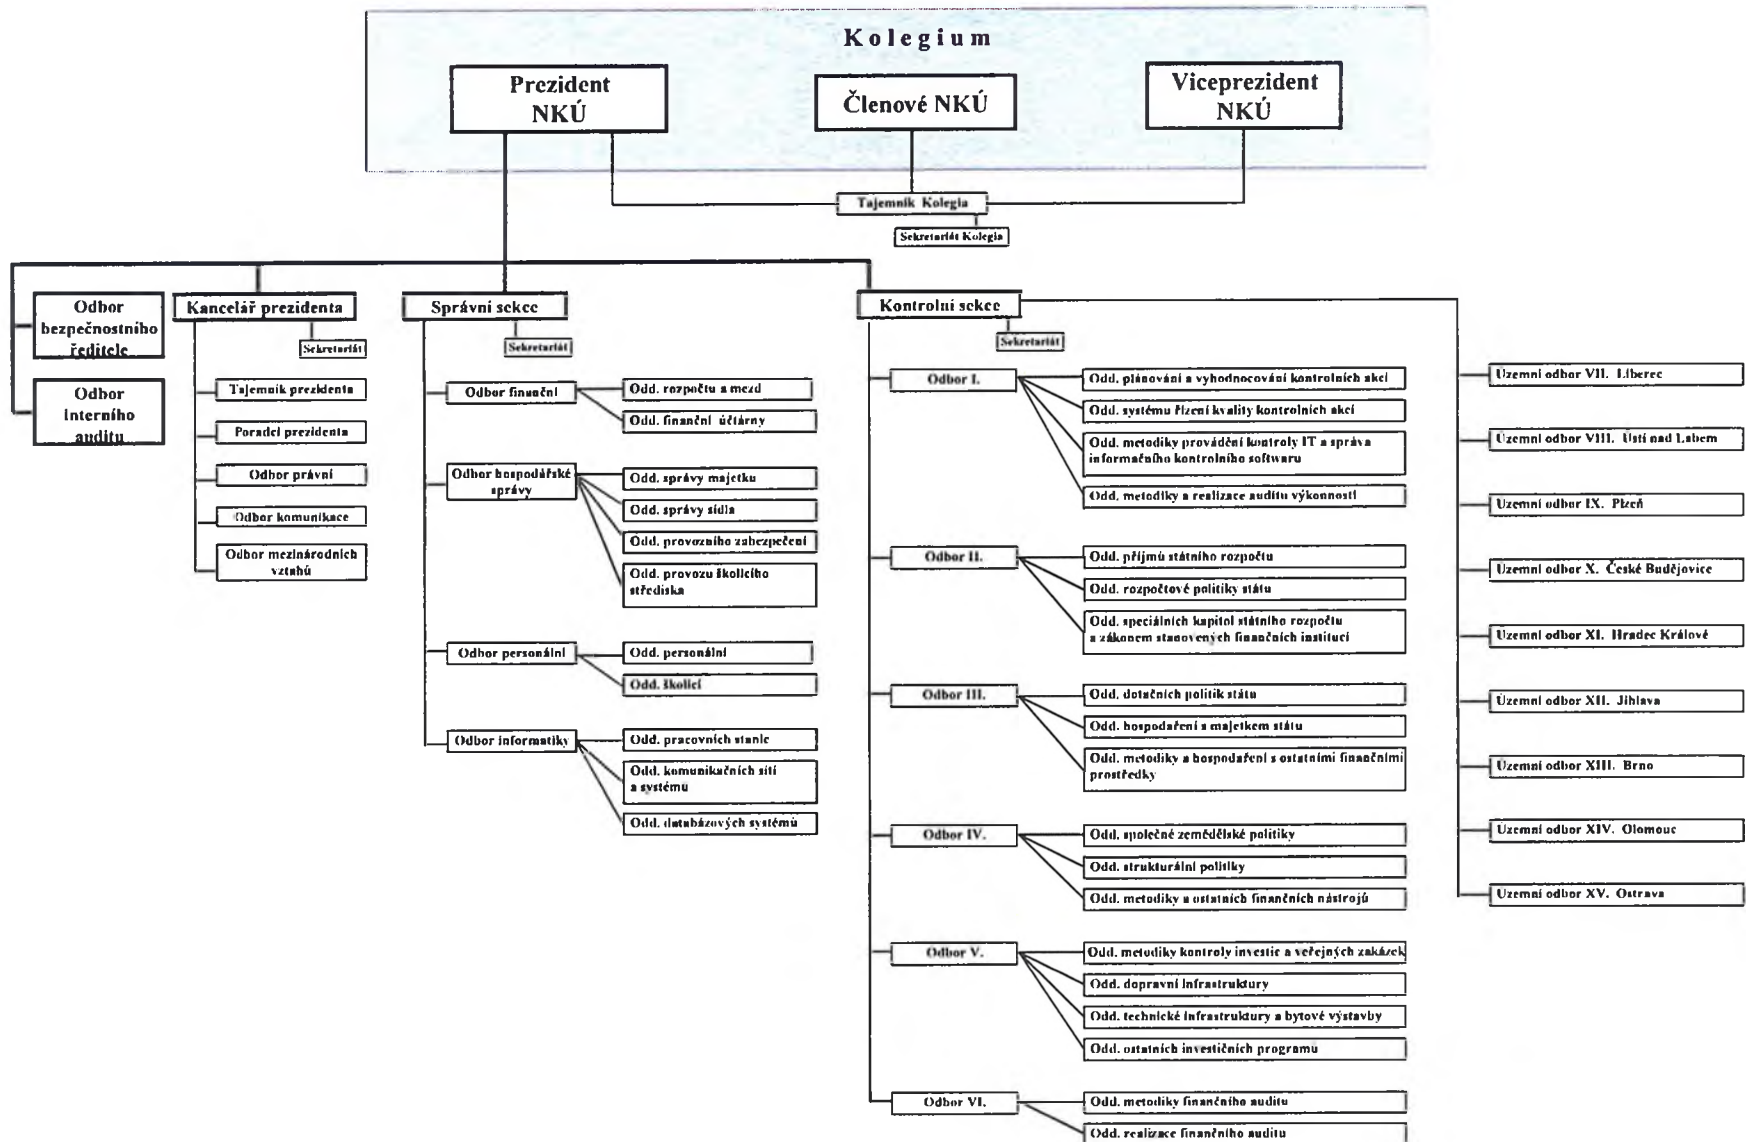 Kolegium
Prezident
NKÚ
Členové NKÚ
Viceprezident
NKÚ
Tajemník Kolegia
Sekretariát Kolegia
Odbor
bezpečnostního
ředitele
Odbor
interního
auditu
Kancelář prezidenta
Sekretariát
Tajemník prezidenta
Poradci prezidenta
Odbor právní
Odbor komunikace
Odbor mezinárodních
vztahů
Správní sekce
Sekretariát
Odbor finanční
Odd. rozpočtu a mezd
Odd. finanční účtárny
Odbor hospodářské
správy
Odd. správy majetku
Odd. správy sídla
Odd. provozního zabezpečení
Odd. provozu školicího
střediska
Odbor personální
Odd. personální
Odd. školicí
Odbor informatiky
Odd. pracovních stanic
Odd. komunikačních sítí
a systémů
Odd. databázových systémů
Kontrolní sekce
Sekretariát
Odbor I.
Odd. plánování a vyhodnocování kontrolních akcí
Odd. systému řízení kvality kontrolních akcí
Odd. metodiky provádění kontroly IT a správa
informačního kontrolního softwaru
Odd. metodiky a realizace auditu výkonnosti
Odbor II.
Odd. příjmů státního rozpočtu
Odd. rozpočtové politiky státu
Odd. speciálních kapitol státního rozpočtu
a zákonem stanovených finančních institucí
Odbor III.
Odd. dotačních politik státu
Odd. hospodaření s majetkem státu
Odd. metodiky a hospodaření s ostatními finančními
prostředky
Odbor IV.
Odd. společné zemědělské politiky
Odd. strukturální politiky
Odd. metodiky a ostatních finančních nástrojů
Odbor V.
Odd. metodiky kontroly investic a veřejných zakázek
Odd. dopravní infrastruktury
Odd. technické infrastruktury a bytové výstavby
Odd. ostatních investičních programů
Odbor VI.
Odd. metodiky finančního auditu
Odd. realizace finančního auditu
Územní odbor VII. Liberec
Územní odbor VIII. Ústí nad Labem
Územní odbor IX. Plzeň
Územní odbor X. České Budějovice
Územní odbor XI. Hradec Králové
Územní odbor XII. Jihlava
Územní odbor XIII. Brno
Územní odbor XIV. Olomouc
Územní odbor XV. Ostrava